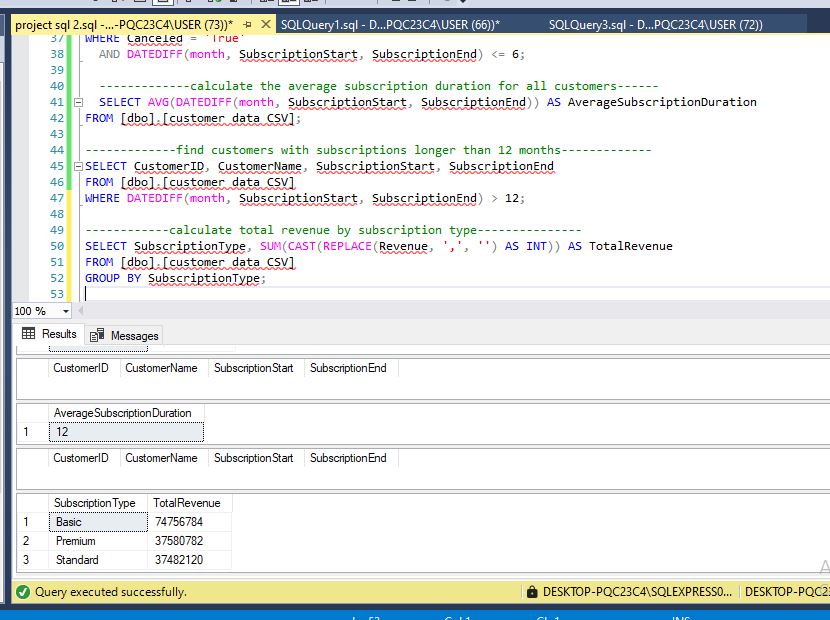 project sql 2.sql -...-PQC23C4\USER (73))*
SQLQuery1.sql - D...PQC23C4\USER (66))*
SQLQuery3.sql - D...PQC23C4\USER (72))
37 WHERE Canceled = 'True'
38 AND DATEDIFF(month, SubscriptionStart, SubscriptionEnd) <= 6;
39
40 -------------calculate the average subscription duration for all customers------
41 SELECT AVG(DATEDIFF(month, SubscriptionStart, SubscriptionEnd)) AS AverageSubscriptionDuration
42 FROM [dbo].[customer data CSV];
43
44 -------------find customers with subscriptions longer than 12 months-------------
45 SELECT CustomerID, CustomerName, SubscriptionStart, SubscriptionEnd
46 FROM [dbo].[customer data CSV]
47 WHERE DATEDIFF(month, SubscriptionStart, SubscriptionEnd) > 12;
48
49 ------------calculate total revenue by subscription type---------------
50 SELECT SubscriptionType, SUM(CAST(REPLACE(Revenue, ',', '') AS INT)) AS TotalRevenue
51 FROM [dbo].[customer data CSV]
52 GROUP BY SubscriptionType;
53
100 %
Results Messages
CustomerID CustomerName SubscriptionStart SubscriptionEnd
AverageSubscriptionDuration
1 12
CustomerID CustomerName SubscriptionStart SubscriptionEnd
SubscriptionType TotalRevenue
1 Basic 74756784
2 Premium 37580782
3 Standard 37482120
Query executed successfully.
DESKTOP-PQC23C4\SQLEXPRESS0...
DESKTOP-PQC23